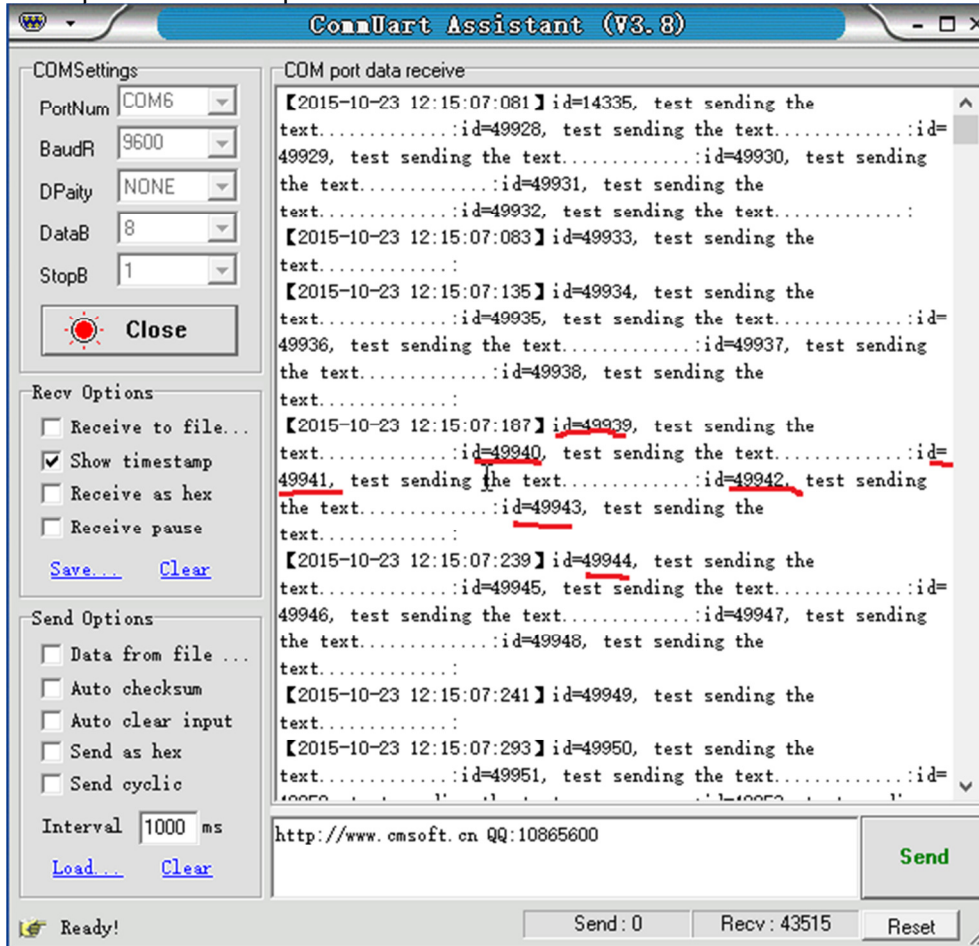 CommUart Assistant (V3.8)
COMSettings
PortNum COM6
BaudR 9600
DPaity NONE
DataB 8
StopB 1
Close
Recv Options
Receive to file...
Show timestamp
Receive as hex
Receive pause
Save... Clear
Send Options
Data from file ...
Auto checksum
Auto clear input
Send as hex
Send cyclic
Interval 1000 ms
Load... Clear
COM port data receive
【2015-10-23 12:15:07:081】id=14335, test sending the
text.............:id=49928, test sending the text.............:id=
49929, test sending the text.............:id=49930, test sending
the text.............:id=49931, test sending the
text.............:id=49932, test sending the text.............:
【2015-10-23 12:15:07:083】id=49933, test sending the
text.............:
【2015-10-23 12:15:07:135】id=49934, test sending the
text.............:id=49935, test sending the text.............:id=
49936, test sending the text.............:id=49937, test sending
the text.............:id=49938, test sending the
text.............:
【2015-10-23 12:15:07:187】id=49939, test sending the
text.............:id=49940, test sending the text.............:id=
49941, test sending the text.............:id=49942, test sending
the text.............:id=49943, test sending the
text.............:
【2015-10-23 12:15:07:239】id=49944, test sending the
text.............:id=49945, test sending the text.............:id=
49946, test sending the text.............:id=49947, test sending
the text.............:id=49948, test sending the
text.............:
【2015-10-23 12:15:07:241】id=49949, test sending the
text.............:
【2015-10-23 12:15:07:293】id=49950, test sending the
text.............:id=49951, test sending the text.............:id=
http://www.cmsoft.cn QQ:10865600
Send
Ready!
Send : 0
Recv : 43515
Reset